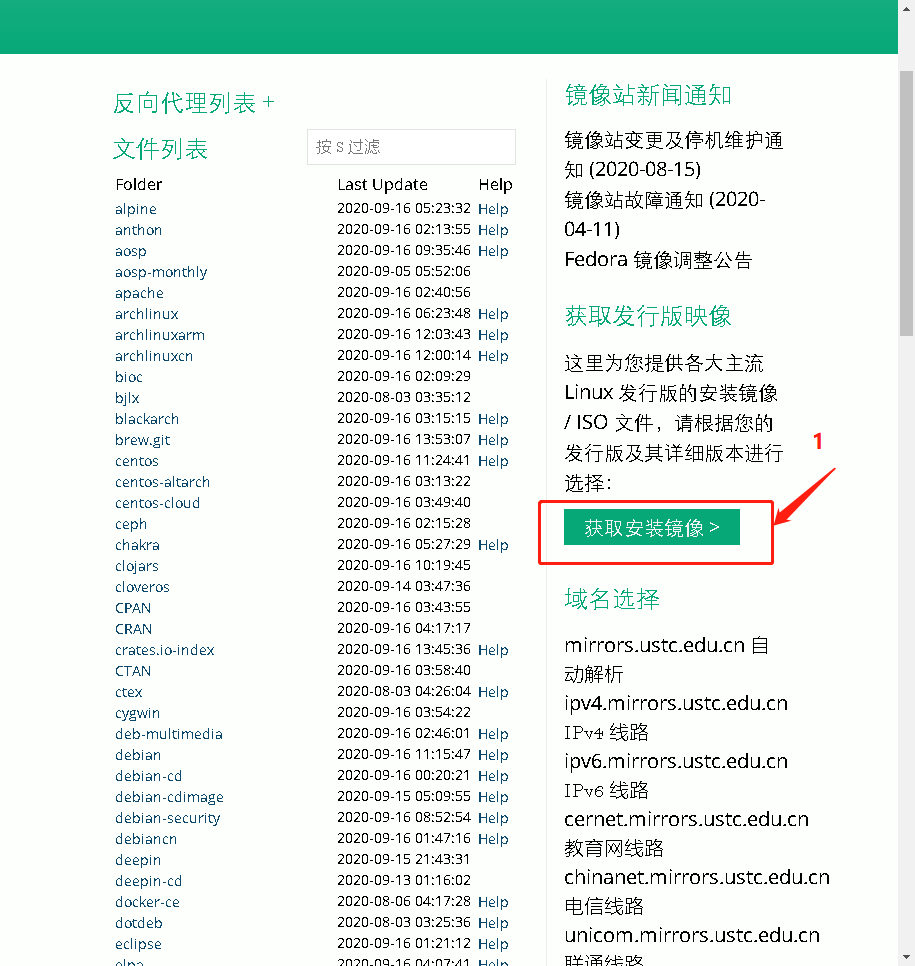 反向代理列表 +
文件列表
按 S 过滤
Folder Last Update Help
alpine 2020-09-16 05:23:32 Help
anthon 2020-09-16 02:13:55 Help
aosp 2020-09-16 09:35:46 Help
aosp-monthly 2020-09-05 05:52:06
apache 2020-09-16 02:40:56
archlinux 2020-09-16 06:23:48 Help
archlinuxarm 2020-09-16 12:03:43 Help
archlinuxcn 2020-09-16 12:00:14 Help
bioc 2020-09-16 02:09:29
bjlx 2020-08-03 03:35:12
blackarch 2020-09-16 03:15:15 Help
brew.git 2020-09-16 13:53:07 Help
centos 2020-09-16 11:24:41 Help
centos-altarch 2020-09-16 03:13:22
centos-cloud 2020-09-16 03:49:40
ceph 2020-09-16 02:15:28
chakra 2020-09-16 05:27:29 Help
clojars 2020-09-16 10:19:45
cloveros 2020-09-14 03:47:36
CPAN 2020-09-16 03:43:55
CRAN 2020-09-16 04:17:17
crates.io-index 2020-09-16 13:45:36 Help
CTAN 2020-09-16 03:58:40
ctex 2020-08-03 04:26:04 Help
cygwin 2020-09-16 03:54:22
deb-multimedia 2020-09-16 02:46:01 Help
debian 2020-09-16 11:15:47 Help
debian-cd 2020-09-16 00:20:21 Help
debian-cdimage 2020-09-15 05:09:55 Help
debian-security 2020-09-16 08:52:54 Help
debiancn 2020-09-16 01:47:16 Help
deepin 2020-09-15 21:43:31
deepin-cd 2020-09-13 01:16:02
docker-ce 2020-08-06 04:17:28 Help
dotdeb 2020-08-03 03:25:36 Help
eclipse 2020-09-16 01:21:12 Help
elpa 2020-09-16 04:07:41 Help
镜像站新闻通知
镜像站变更及停机维护通
知 (2020-08-15)
镜像站故障通知 (2020-
04-11)
Fedora 镜像调整公告
获取发行版映像
这里为您提供各大主流
Linux 发行版的安装镜像
/ ISO 文件，请根据您的
发行版及其详细版本进行
选择：
1
获取安装镜像 >
域名选择
mirrors.ustc.edu.cn 自
动解析
ipv4.mirrors.ustc.edu.cn
IPv4 线路
ipv6.mirrors.ustc.edu.cn
IPv6 线路
cernet.mirrors.ustc.edu.cn
教育网线路
chinanet.mirrors.ustc.edu.cn
电信线路
unicom.mirrors.ustc.edu.cn
联通线路